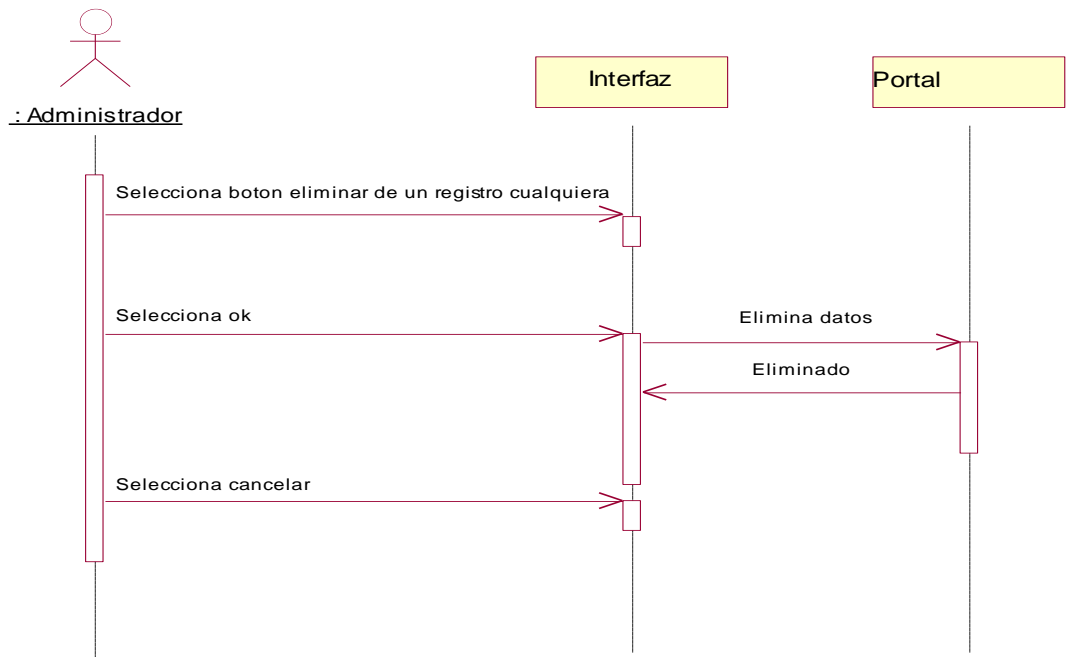 Interfaz
Portal
: Administrador
Selecciona boton eliminar de un registro cualquiera
Selecciona ok
Elimina datos
Eliminado
Selecciona cancelar